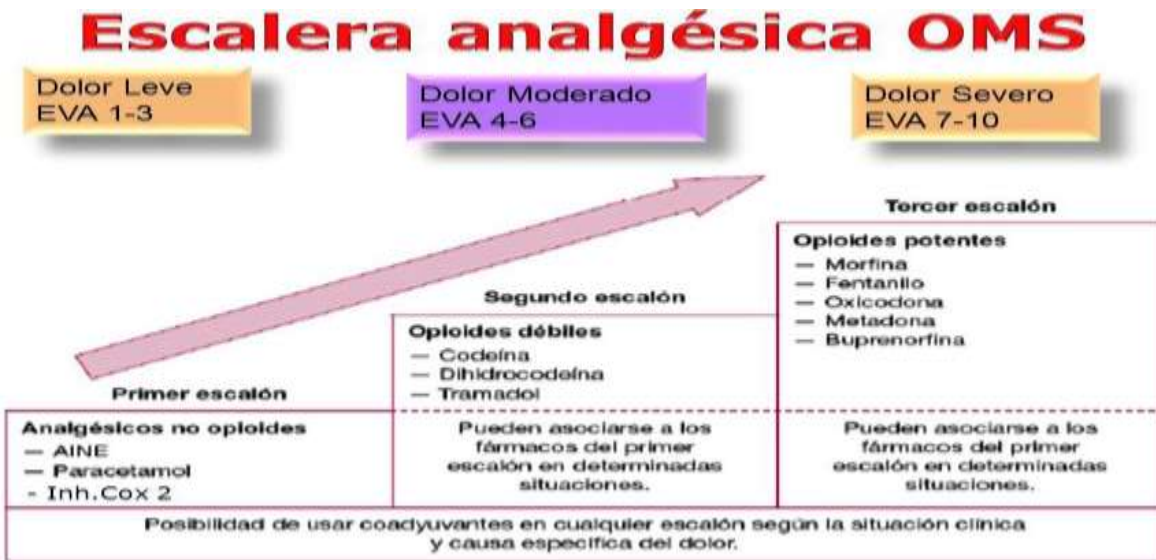 Escalera analgésica OMS
Dolor Leve
EVA 1-3
Dolor Moderado
EVA 4-6
Dolor Severo
EVA 7-10
Primer escalón
Analgésicos no opioides
— AINE
— Paracetamol
- Inh.Cox 2
Segundo escalón
Opioides débiles
— Codeína
— Dihidrocodeína
— Tramadol
Pueden asociarse a los
fármacos del primer
escalón en determinadas
situaciones.
Tercer escalón
Opioides potentes
— Morfina
— Fentanilo
— Oxicodona
— Metadona
— Buprenorfina
Pueden asociarse a los
fármacos del primer
escalón en determinadas
situaciones.
Posibilidad de usar coadyuvantes en cualquier escalón según la situación clínica
y causa específica del dolor.